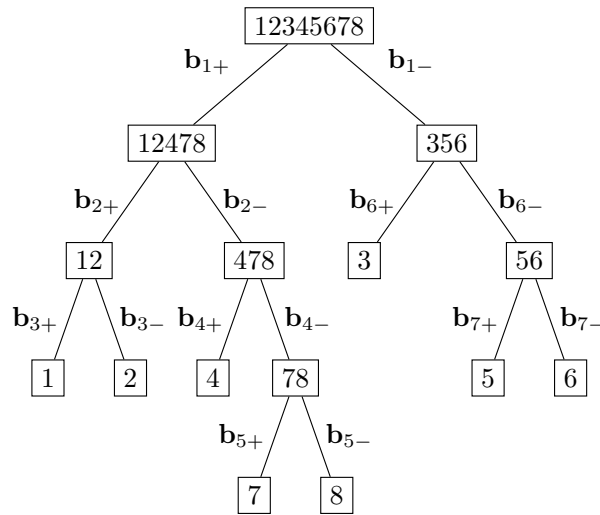 12345678
b1+ b1−
12478 356
b2+ b2− b6+ b6−
12 478 3 56
b3+ b3− b4+ b4− b7+ b7−
1 2 4 78 5 6
b5+ b5−
7 8